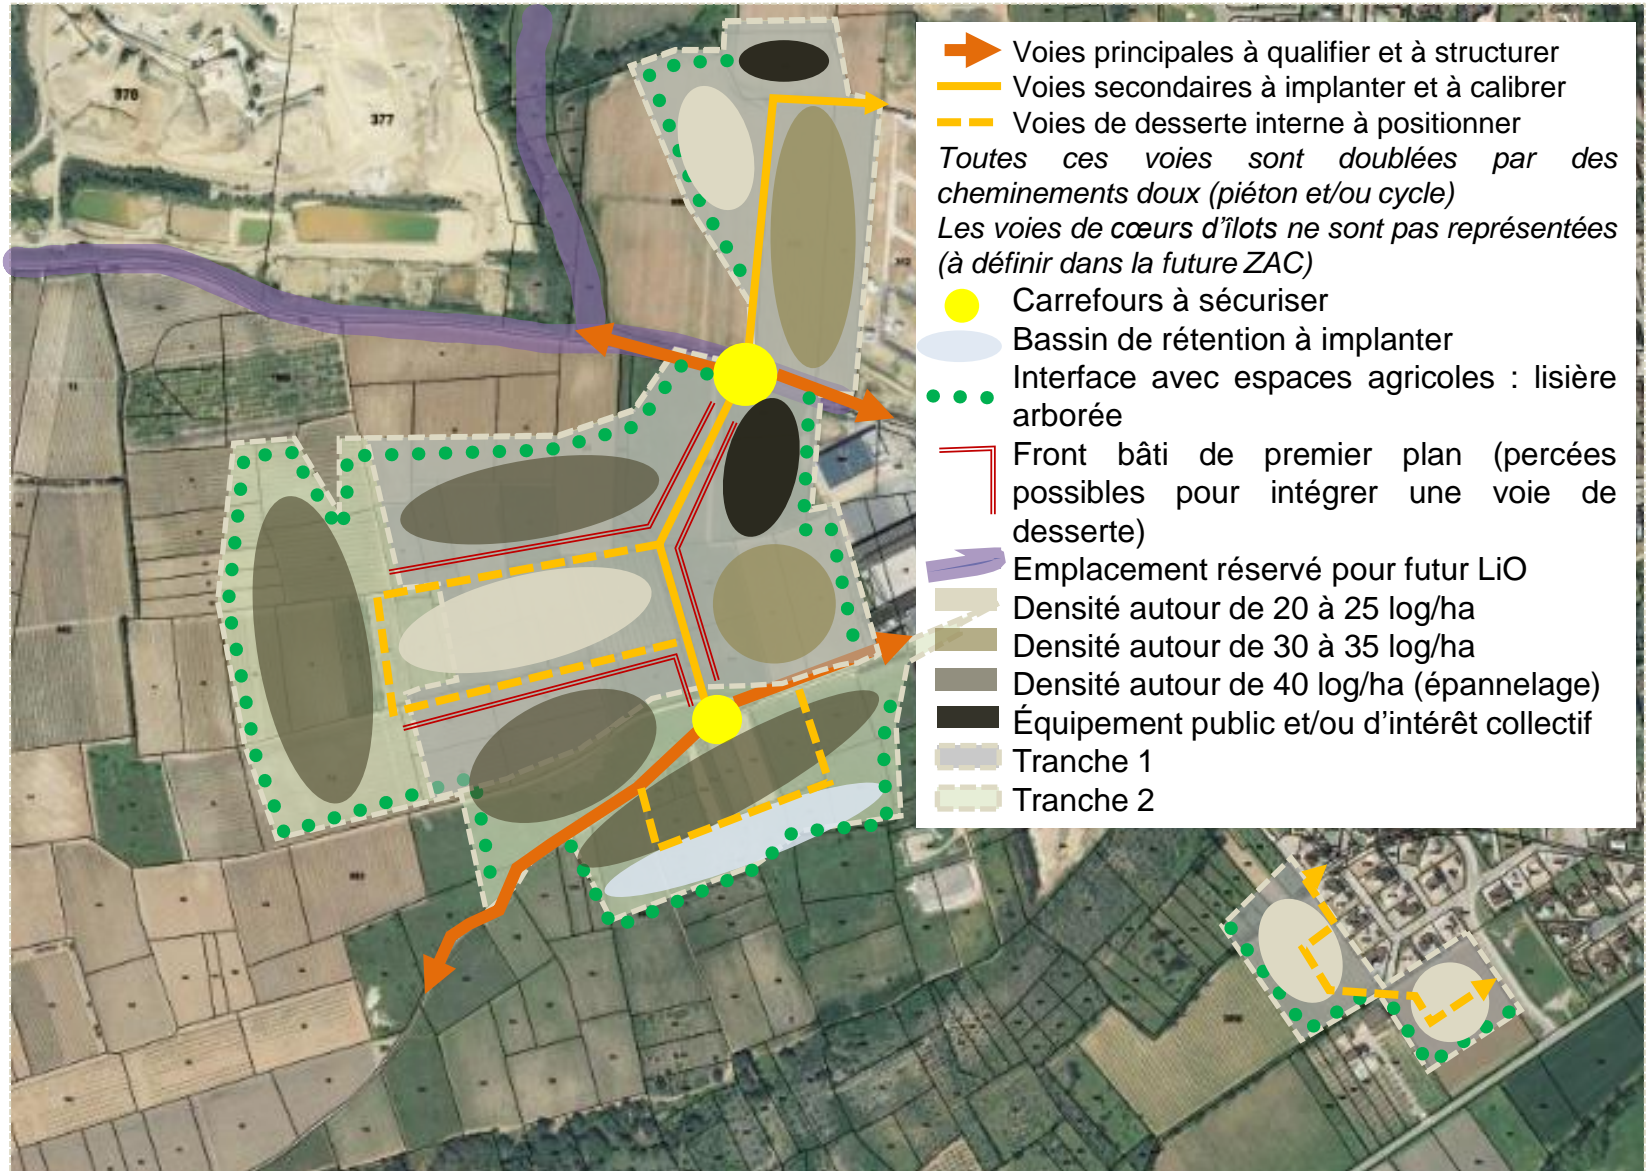 Voies principales à qualifier et à structurer
Voies secondaires à implanter et à calibrer
Voies de desserte interne à positionner
Toutes ces voies sont doublées par des
cheminements doux (piéton et/ou cycle)
Les voies de cœurs d’îlots ne sont pas représentées
(à définir dans la future ZAC)
Carrefours à sécuriser
Bassin de rétention à implanter
Interface avec espaces agricoles : lisière
arborée
Front bâti de premier plan (percées
possibles pour intégrer une voie de
desserte)
Emplacement réservé pour futur LiO
Densité autour de 20 à 25 log/ha
Densité autour de 30 à 35 log/ha
Densité autour de 40 log/ha (épannelage)
Équipement public et/ou d’intérêt collectif
Tranche 1
Tranche 2
377